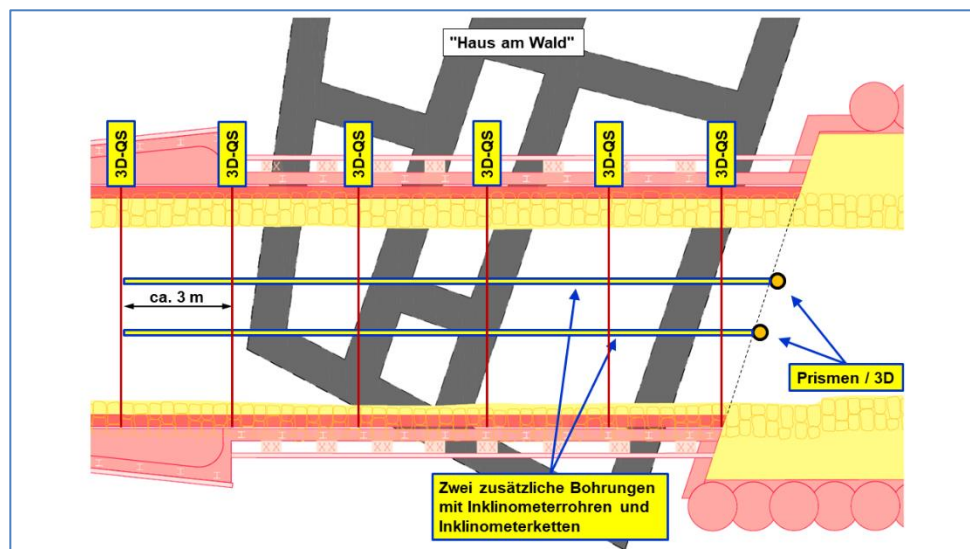 "Haus am Wald"
3D-QS
3D-QS
3D-QS
3D-QS
3D-QS
3D-QS
ca. 3 m
Prismen / 3D
Zwei zusätzliche Bohrungen
mit Inklinometerrohren und
Inklinometerketten